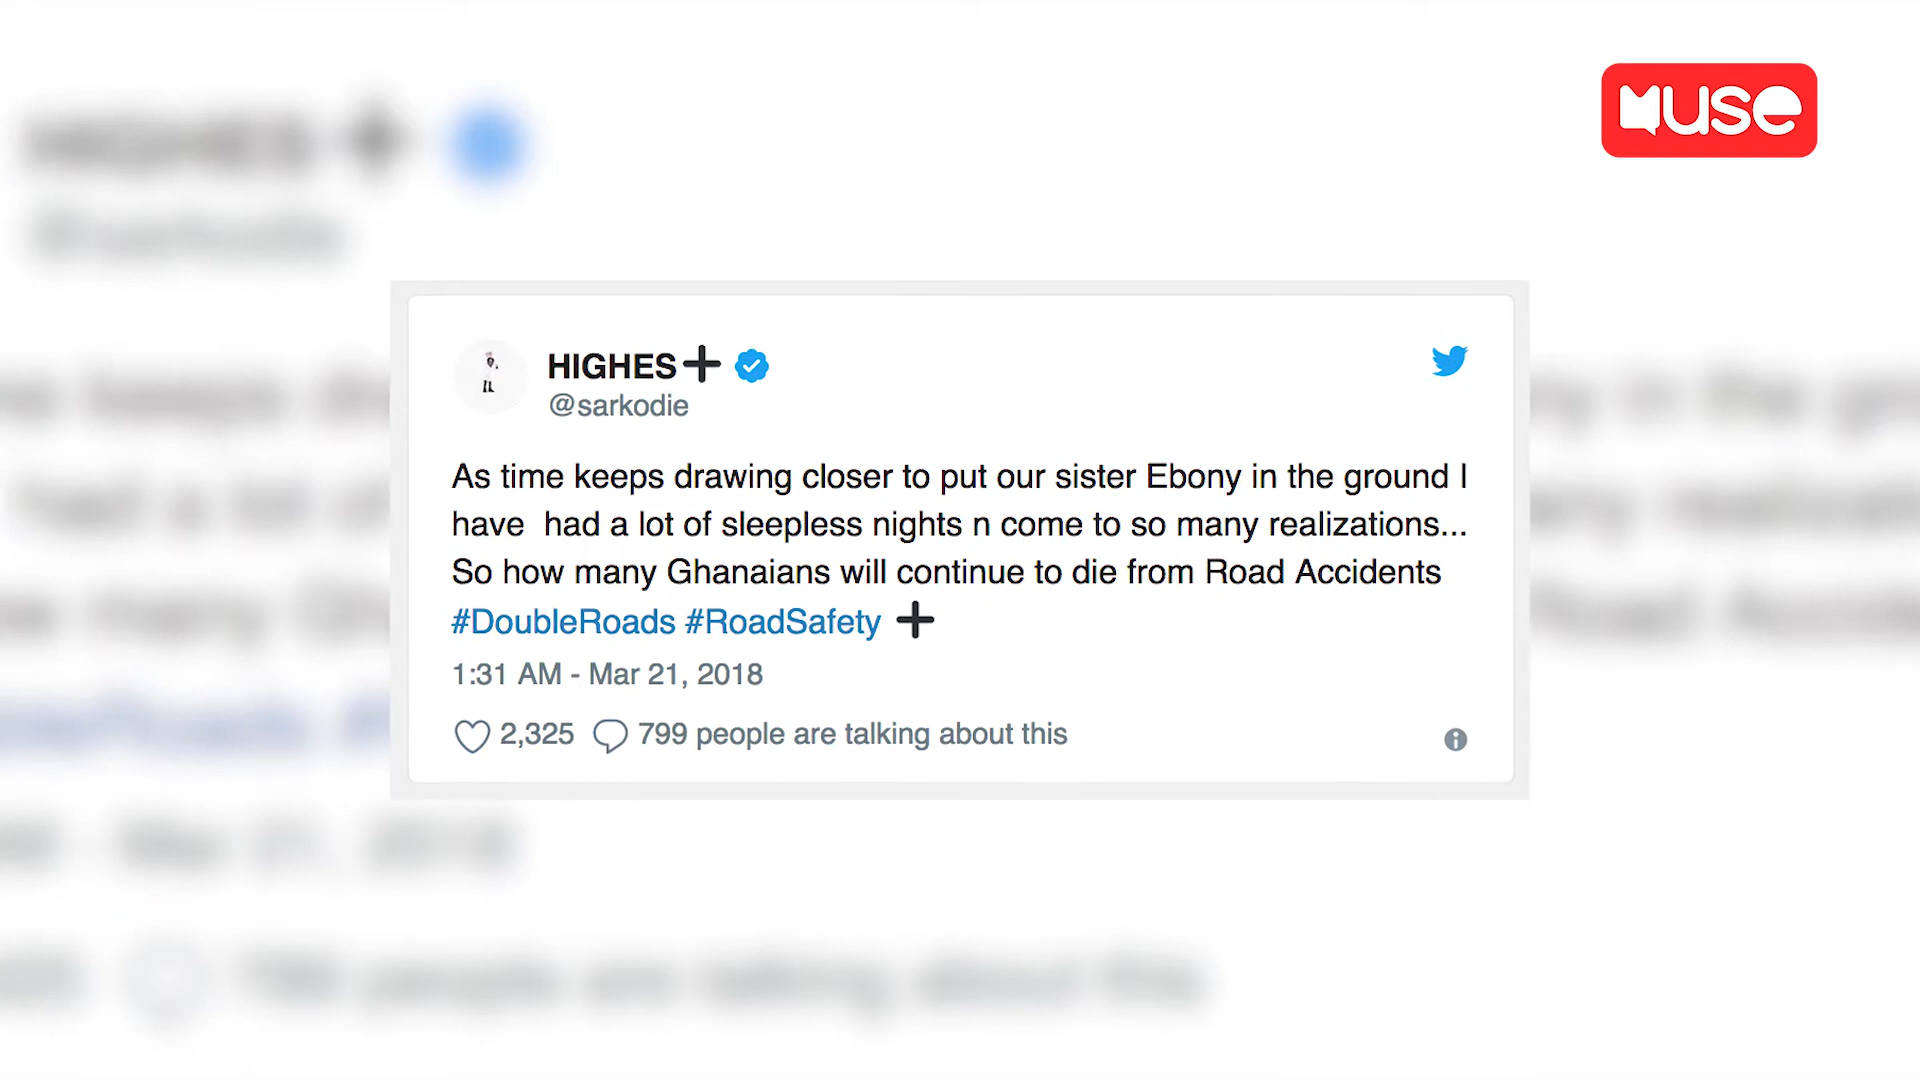 MUSE
HIGHES➕
@sarkodie
As time keeps drawing closer to put our sister Ebony in the ground I
have  had a lot of sleepless nights n come to so many realizations...
So how many Ghanaians will continue to die from Road Accidents
#DoubleRoads #RoadSafety ➕
1:31 AM - Mar 21, 2018
2,325 799 people are talking about this